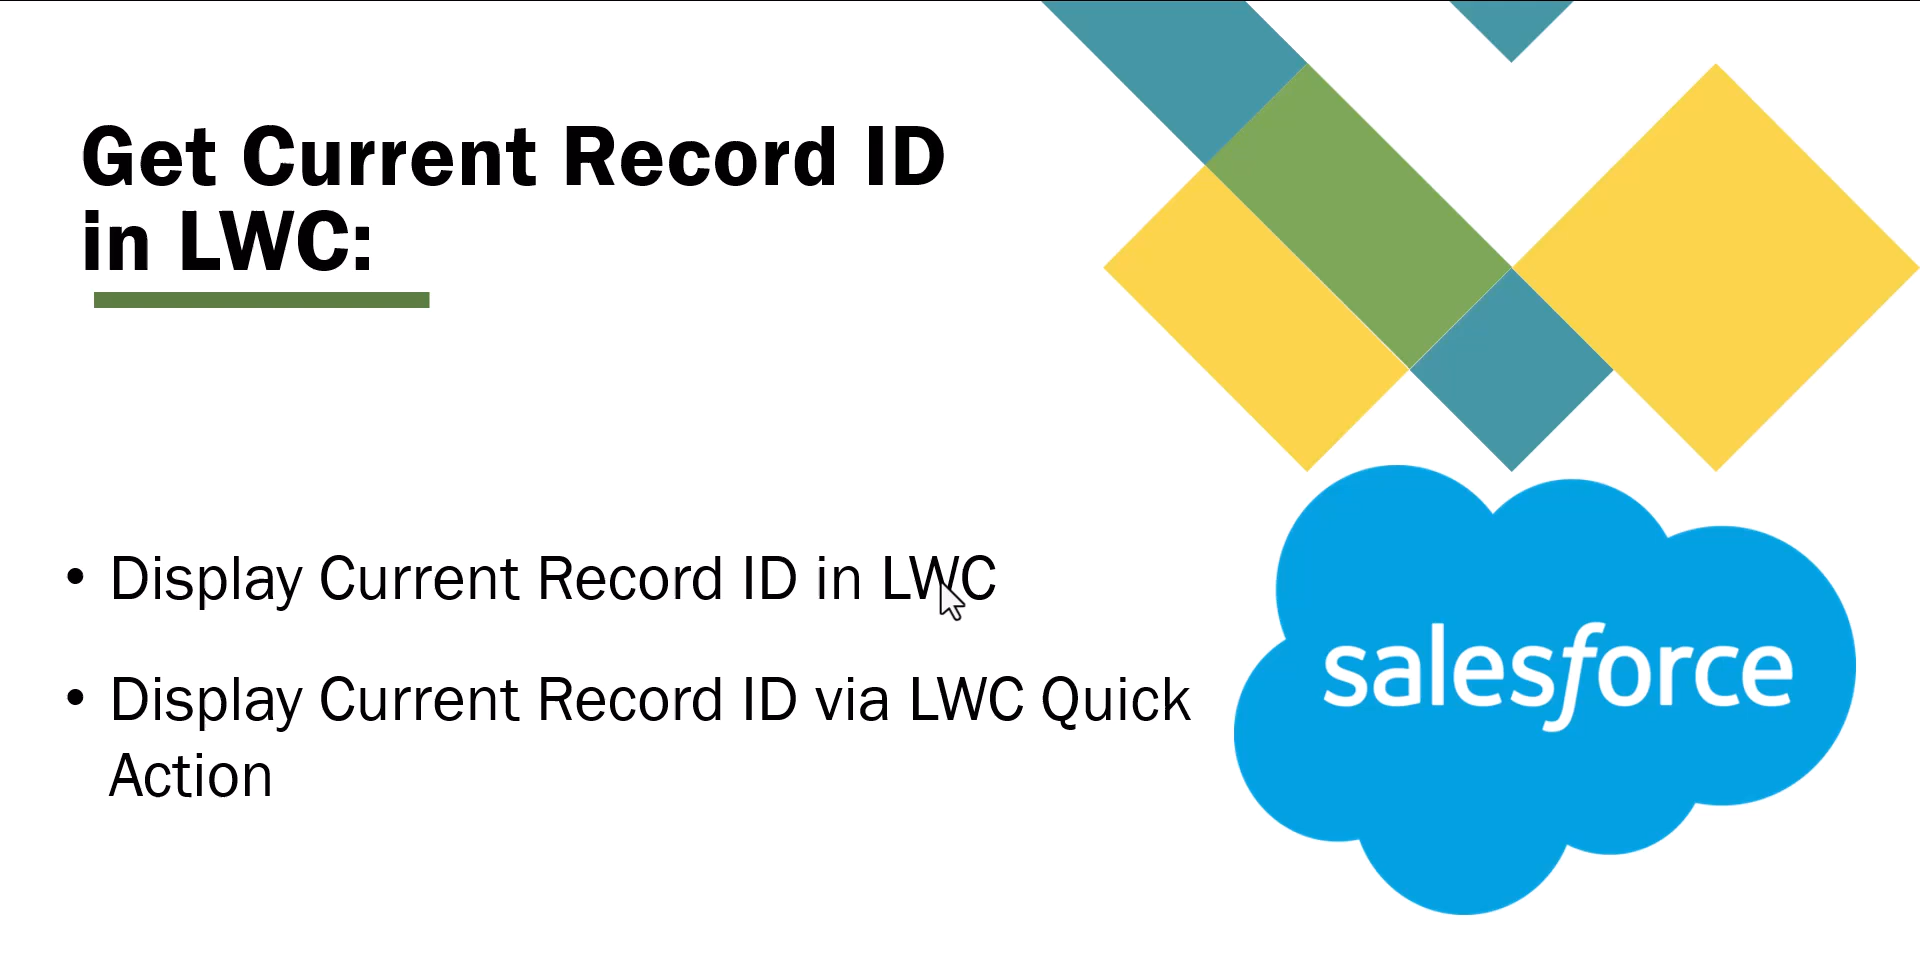 Get Current Record ID
in LWC:
• Display Current Record ID in LWC
• Display Current Record ID via LWC Quick
Action
salesforce